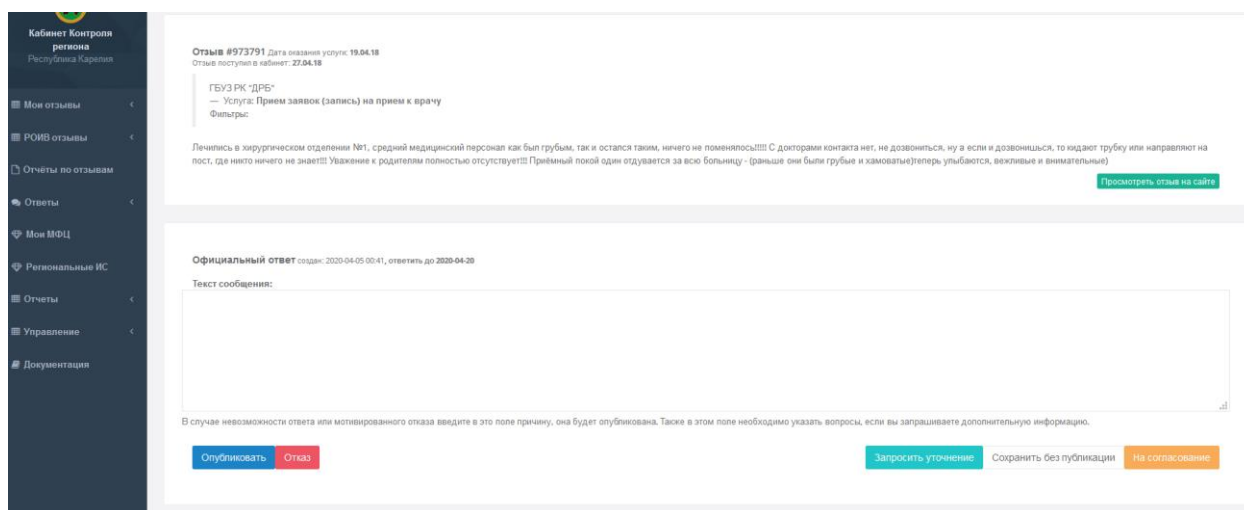 Кабинет Контроля
региона
Республика Карелия
Мои отзывы
РОИВ отзывы
Отчёты по отзывам
Ответы
Мои МФЦ
Региональные ИС
Отчеты
Управление
Документация
Отзыв #973791 Дата оказания услуги: 19.04.18
Отзыв поступил в кабинет: 27.04.18
ГБУЗ РК "ДРБ"
— Услуга: Прием заявок (запись) на прием к врачу
Фильтры:
Лечились в хирургическом отделении №1, средний медицинский персонал как был грубым, так и остался таким, ничего не поменялось!!!!! С докторами контакта нет, не дозвониться, ну а если и дозвонишься, то кидают трубку или направляют на
пост, где никто ничего не знает!!! Уважение к родителям полностью отсутствует!!! Приёмный покой один отдувается за всю больницу - (раньше они были грубые и хамоватые)теперь улыбаются, вежливые и внимательные)
Просмотреть отзыв на сайте
Официальный ответ создан: 2020-04-05 00:41, ответить до 2020-04-20
Текст сообщения:
В случае невозможности ответа или мотивированного отказа введите в это поле причину, она будет опубликована. Также в этом поле необходимо указать вопросы, если вы запрашиваете дополнительную информацию.
Опубликовать Отказ Запросить уточнение Сохранить без публикации На согласование